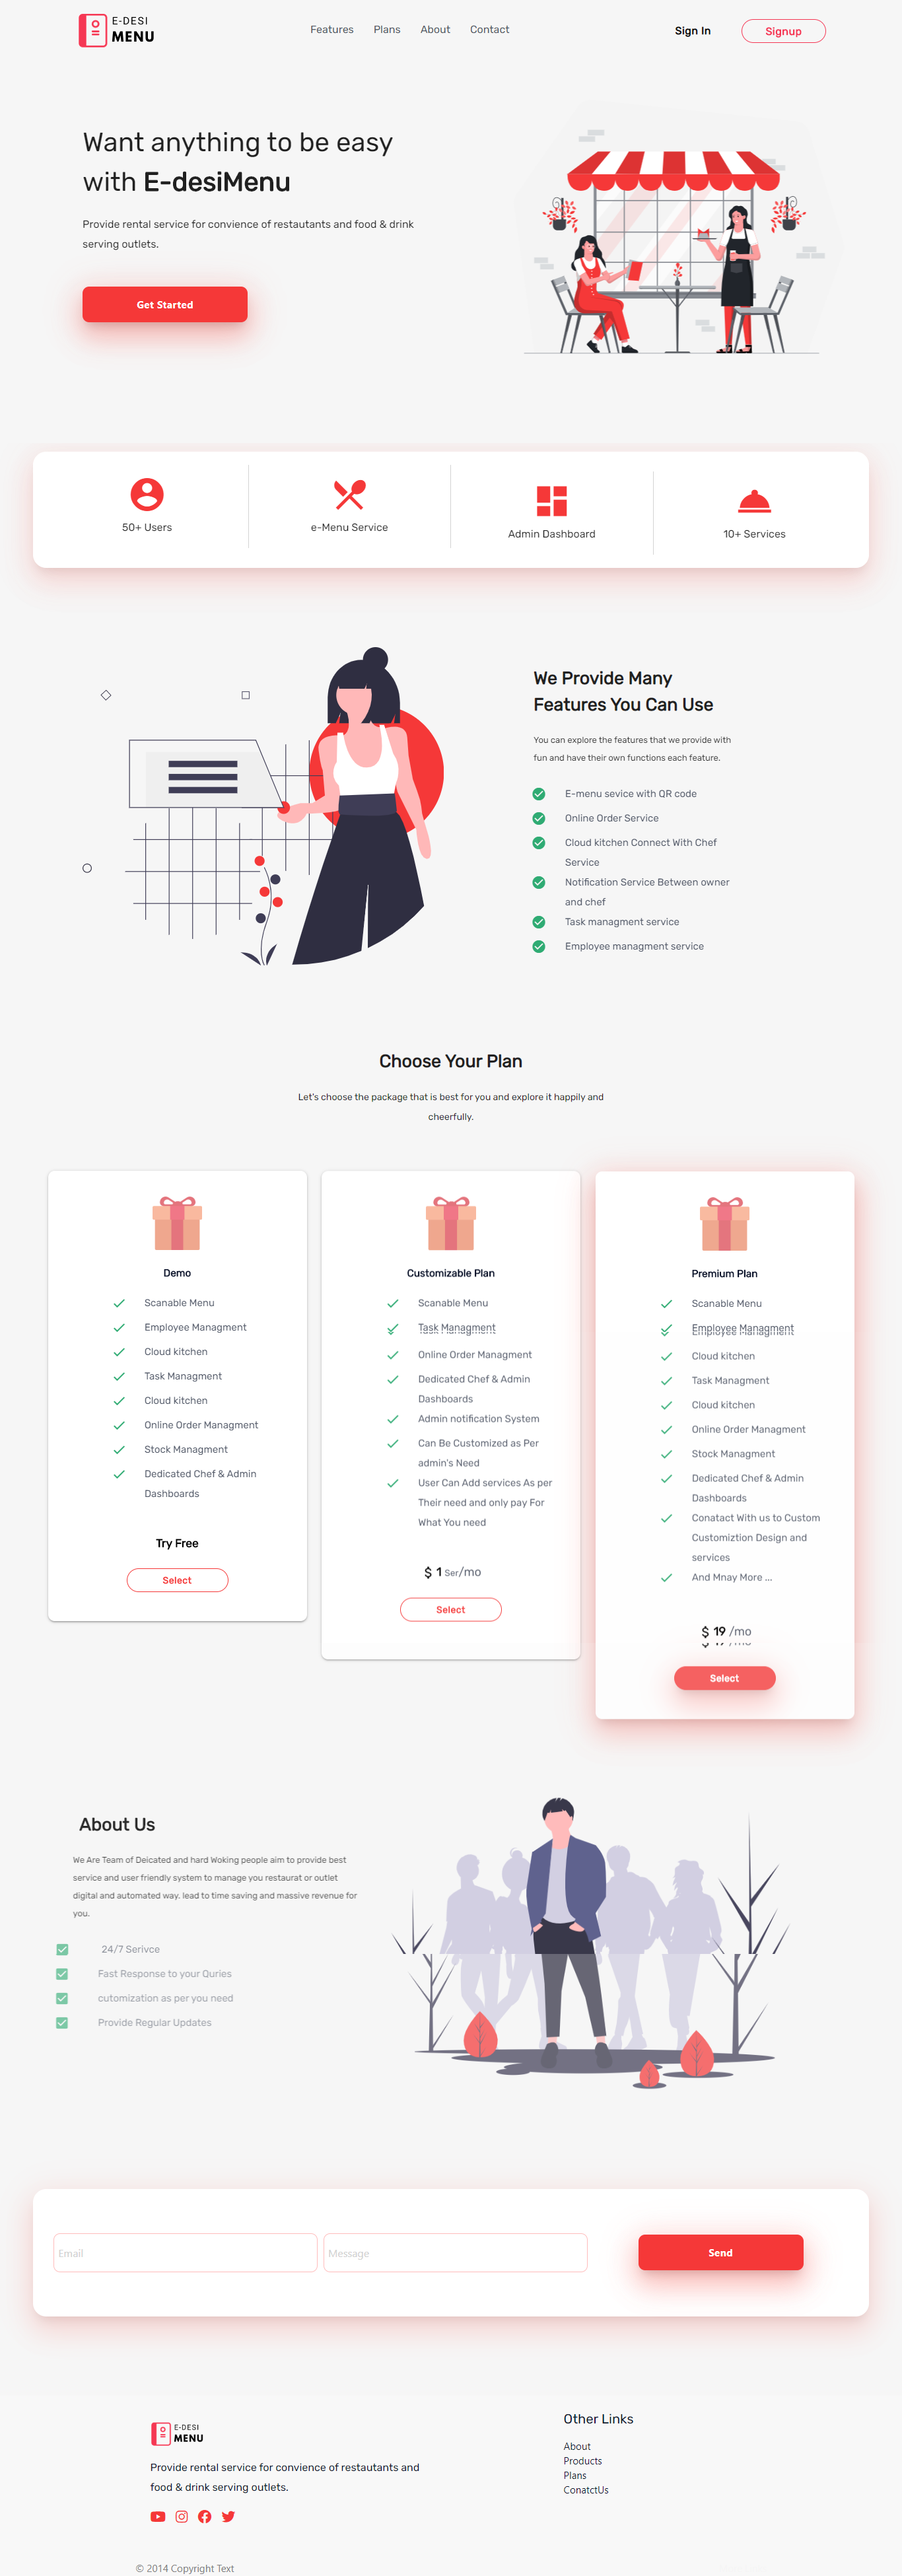 E-DESI
MENU
Features Plans About Contact
Sign In
Signup
Want anything to be easy
with E-desiMenu
Provide rental service for convience of restautants and food & drink
serving outlets.
Get Started
50+ Users
e-Menu Service
Admin Dashboard
10+ Services
We Provide Many
Features You Can Use
You can explore the features that we provide with
fun and have their own functions each feature.
E-menu sevice with QR code
Online Order Service
Cloud kitchen Connect With Chef
Service
Notification Service Between owner
and chef
Task managment service
Employee managment service
Choose Your Plan
Let's choose the package that is best for you and explore it happily and
cheerfully.
Demo
Scanable Menu
Employee Managment
Cloud kitchen
Task Managment
Cloud kitchen
Online Order Managment
Stock Managment
Dedicated Chef & Admin
Dashboards
Try Free
Select
Customizable Plan
Scanable Menu
Task Managment
Online Order Managment
Dedicated Chef & Admin
Dashboards
Admin notification System
Can Be Customized as Per
admin's Need
User Can Add services As per
Their need and only pay For
What You need
$ 1 Ser/mo
Select
Premium Plan
Scanable Menu
Employee Managment
Cloud kitchen
Task Managment
Cloud kitchen
Online Order Managment
Stock Managment
Dedicated Chef & Admin
Dashboards
Conatact With us to Custom
Customiztion Design and
services
And Mnay More ...
$ 19 /mo
Select
About Us
We Are Team of Deicated and hard Woking people aim to provide best
service and user friendly system to manage you restaurat or outlet
digital and automated way. lead to time saving and massive revenue for
you.
24/7 Serivce
Fast Response to your Quries
cutomization as per you need
Provide Regular Updates
Email
Message
Send
E-DESI
MENU
Provide rental service for convience of restautants and
food & drink serving outlets.
Other Links
About
Products
Plans
ConatctUs
© 2014 Copyright Text